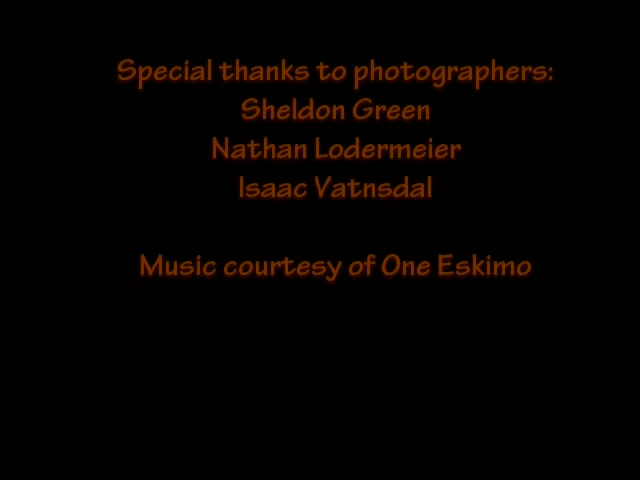 Special thanks to photographers:
Sheldon Green
Nathan Lodermeier
Isaac Vatnsdal
Music courtesy of One Eskimo